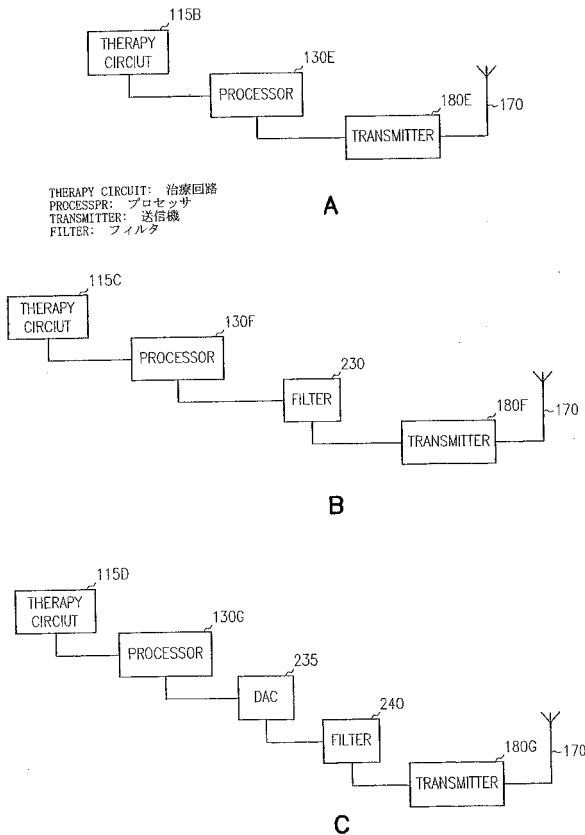 115B
THERAPY
CIRCIUT
130E
PROCESSOR
180E
TRANSMITTER
170
THERAPY CIRCUIT: 治療回路
PROCESSPR: プロセッサ
TRANSMITTER: 送信機
FILTER: フィルタ
A
115C
THERAPY
CIRCIUT
130F
PROCESSOR
230
FILTER
180F
TRANSMITTER
170
B
115D
THERAPY
CIRCIUT
130G
PROCESSOR
235
DAC
240
FILTER
180G
TRANSMITTER
170
C